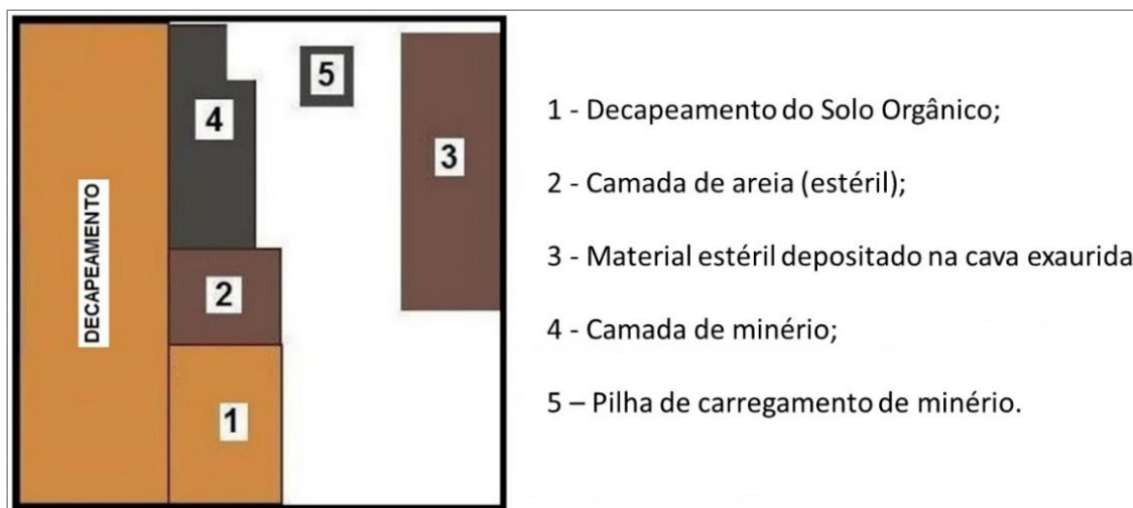 DECAPEAMENTO
4
5
3
2
1
1 - Decapeamento do Solo Orgânico;
2 - Camada de areia (estéril);
3 - Material estéril depositado na cava exaurida
4 - Camada de minério;
5 – Pilha de carregamento de minério.